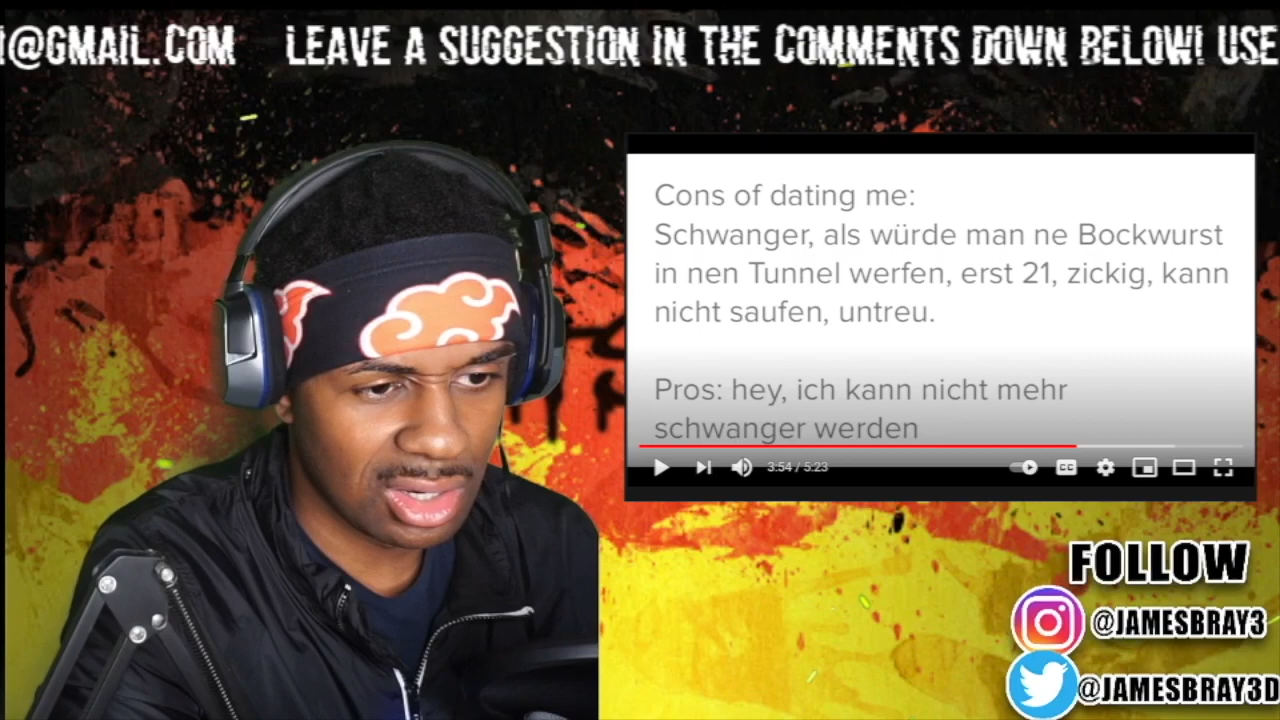 @GMAIL.COM LEAVE A SUGGESTION IN THE COMMENTS DOWN BELOW! USE
Cons of dating me:
Schwanger, als würde man ne Bockwurst
in nen Tunnel werfen, erst 21, zickig, kann
nicht saufen, untreu.
Pros: hey, ich kann nicht mehr
schwanger werden
3:54 / 5:23
CC
FOLLOW
@JAMESBRAY3
@JAMESBRAY3D